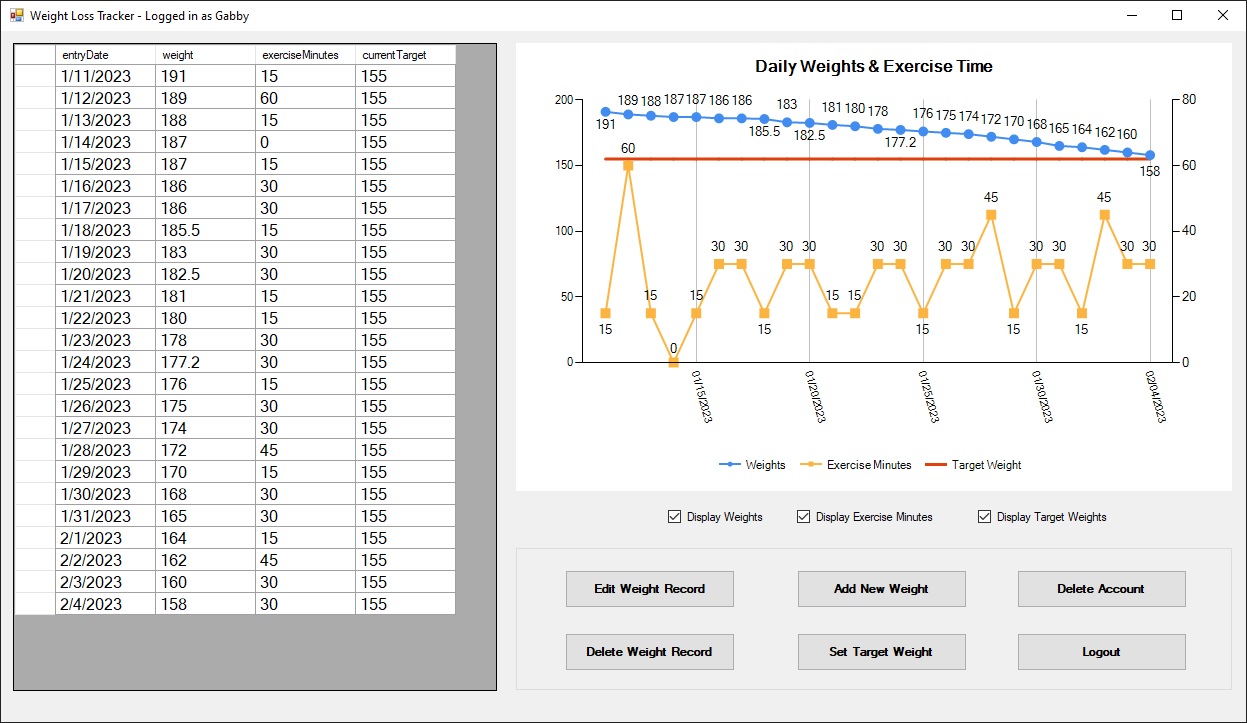 Weight Loss Tracker - Logged in as Gabby
entryDate weight exerciseMinutes currentTarget
1/11/2023 191 15 155
1/12/2023 189 60 155
1/13/2023 188 15 155
1/14/2023 187 0 155
1/15/2023 187 15 155
1/16/2023 186 30 155
1/17/2023 186 30 155
1/18/2023 185.5 15 155
1/19/2023 183 30 155
1/20/2023 182.5 30 155
1/21/2023 181 15 155
1/22/2023 180 15 155
1/23/2023 178 30 155
1/24/2023 177.2 30 155
1/25/2023 176 15 155
1/26/2023 175 30 155
1/27/2023 174 30 155
1/28/2023 172 45 155
1/29/2023 170 15 155
1/30/2023 168 30 155
1/31/2023 165 30 155
2/1/2023 164 15 155
2/2/2023 162 45 155
2/3/2023 160 30 155
2/4/2023 158 30 155
Daily Weights & Exercise Time
200 150 100 50 0
191 189 188 187 187 186 186 185.5 183 182.5 181 180 178 177.2 176 175 174 172 170 168 165 164 162 160 158
15 60 15 0 15 30 30 15 30 30 15 15 30 30 15 30 30 45 15 30 30 15 45 30 30
80 60 40 20 0
01/15/2023 01/20/2023 01/25/2023 01/30/2023 02/04/2023
Weights Exercise Minutes Target Weight
Display Weights Display Exercise Minutes Display Target Weights
Edit Weight Record Add New Weight Delete Account
Delete Weight Record Set Target Weight Logout